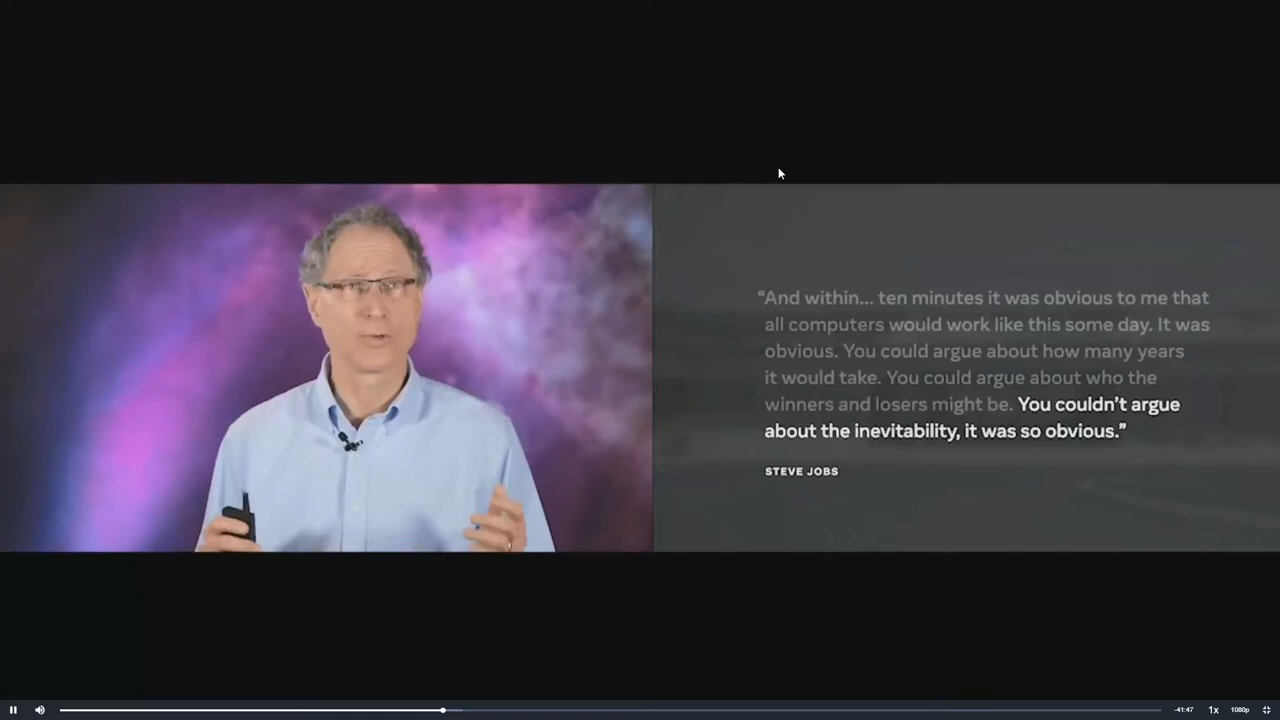 “And within... ten minutes it was obvious to me that
all computers would work like this some day. It was
obvious. You could argue about how many years
it would take. You could argue about who the
winners and losers might be. You couldn’t argue
about the inevitability, it was so obvious.”
STEVE JOBS
-41:47 1x 1080p